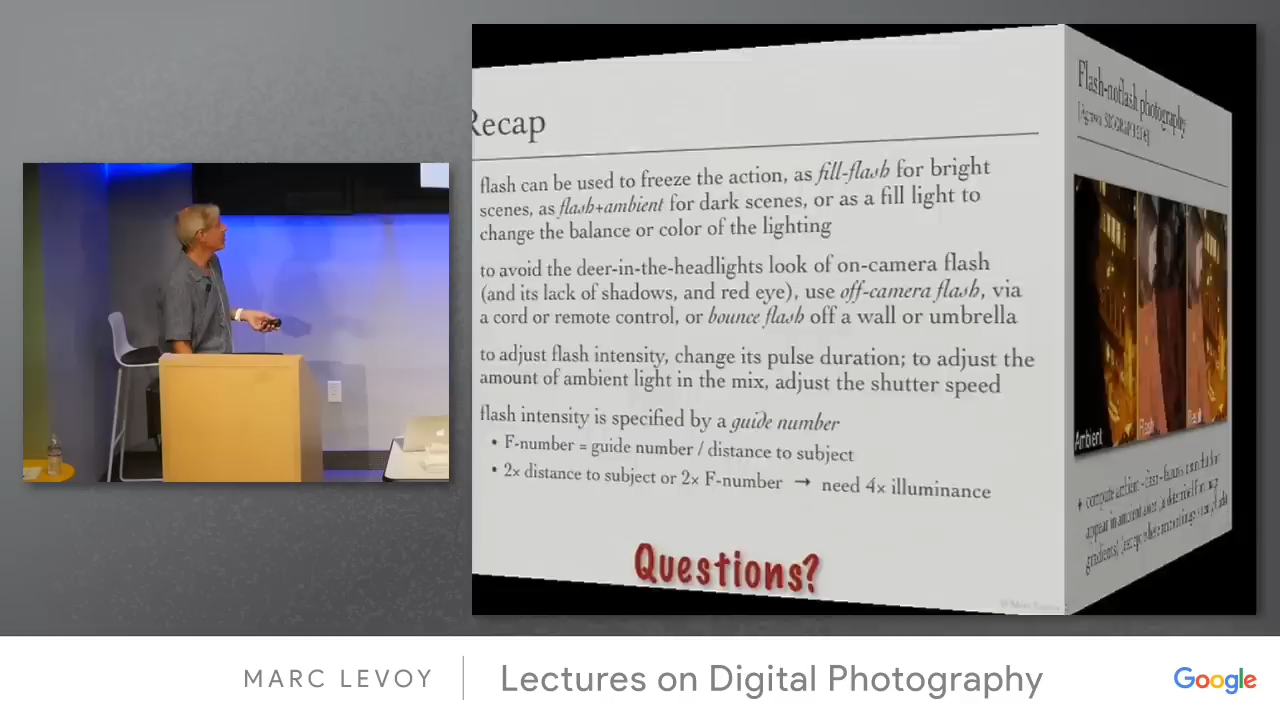 Recap
flash can be used to freeze the action, as fill-flash for bright
scenes, as flash+ambient for dark scenes, or as a fill light to
change the balance or color of the lighting
to avoid the deer-in-the-headlights look of on-camera flash
(and its lack of shadows, and red eye), use off-camera flash, via
a cord or remote control, or bounce flash off a wall or umbrella
to adjust flash intensity, change its pulse duration; to adjust the
amount of ambient light in the mix, adjust the shutter speed
flash intensity is specified by a guide number
• F-number = guide number / distance to subject
• 2x distance to subject or 2x F-number → need 4x illuminance
Questions?
Flash-noflash photography
Ambient
Flash
compute ambient
MARC LEVOY
Lectures on Digital Photography
Google